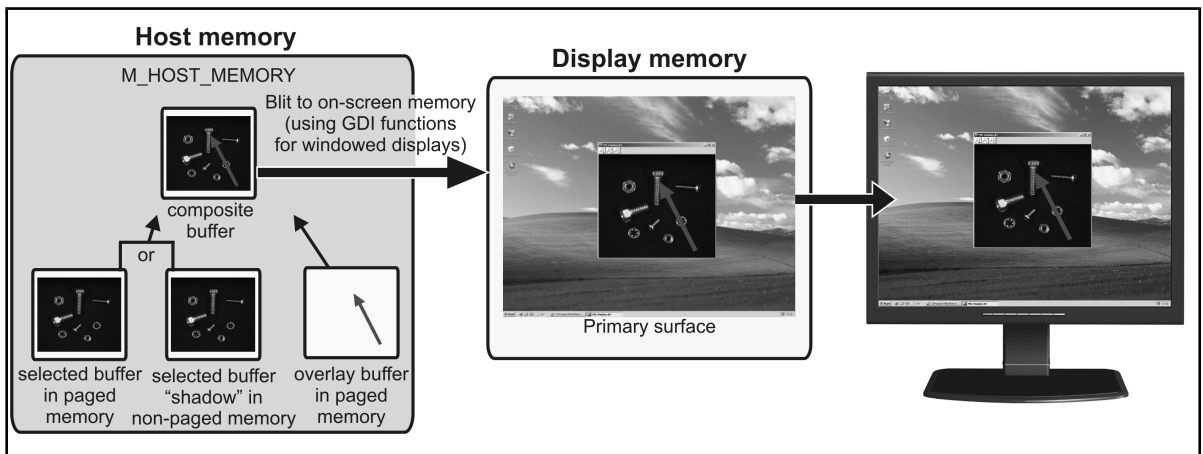 Host memory
M_HOST_MEMORY
Blit to on-screen memory
(using GDI functions
for windowed displays)
composite
buffer
or
selected buffer
in paged
memory
selected buffer
“shadow” in
non-paged memory
overlay buffer
in paged
memory
Display memory
Primary surface